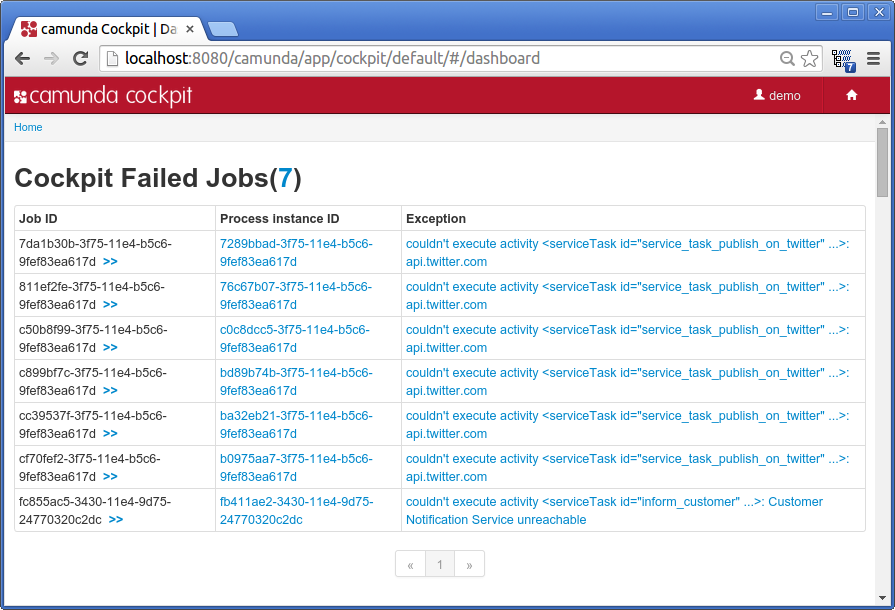 camunda Cockpit | Da
localhost:8080/camunda/app/cockpit/default/#/dashboard
7
camunda cockpit
demo
Home
Cockpit Failed Jobs(7)
Job ID Process instance ID Exception
7da1b30b-3f75-11e4-b5c6- 7289bbad-3f75-11e4-b5c6- couldn't execute activity <serviceTask id="service_task_publish_on_twitter" ...>:
9fef83ea617d >> 9fef83ea617d api.twitter.com
811ef2fe-3f75-11e4-b5c6- 76c67b07-3f75-11e4-b5c6- couldn't execute activity <serviceTask id="service_task_publish_on_twitter" ...>:
9fef83ea617d >> 9fef83ea617d api.twitter.com
c50b8f99-3f75-11e4-b5c6- c0c8dcc5-3f75-11e4-b5c6- couldn't execute activity <serviceTask id="service_task_publish_on_twitter" ...>:
9fef83ea617d >> 9fef83ea617d api.twitter.com
c899bf7c-3f75-11e4-b5c6- bd89b74b-3f75-11e4-b5c6- couldn't execute activity <serviceTask id="service_task_publish_on_twitter" ...>:
9fef83ea617d >> 9fef83ea617d api.twitter.com
cc39537f-3f75-11e4-b5c6- ba32eb21-3f75-11e4-b5c6- couldn't execute activity <serviceTask id="service_task_publish_on_twitter" ...>:
9fef83ea617d >> 9fef83ea617d api.twitter.com
cf70fef2-3f75-11e4-b5c6- b0975aa7-3f75-11e4-b5c6- couldn't execute activity <serviceTask id="service_task_publish_on_twitter" ...>:
9fef83ea617d >> 9fef83ea617d api.twitter.com
fc855ac5-3430-11e4-9d75- fb411ae2-3430-11e4-9d75- couldn't execute activity <serviceTask id="inform_customer" ...>: Customer
24770320c2dc >> 24770320c2dc Notification Service unreachable
« 1 »